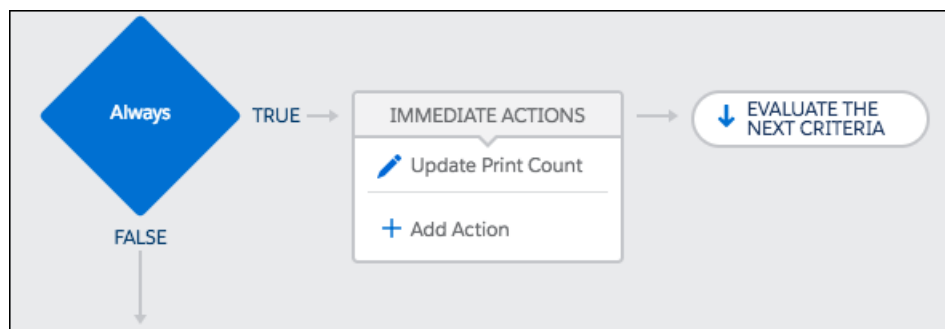 Always
TRUE
IMMEDIATE ACTIONS
Update Print Count
Add Action
EVALUATE THE
NEXT CRITERIA
FALSE